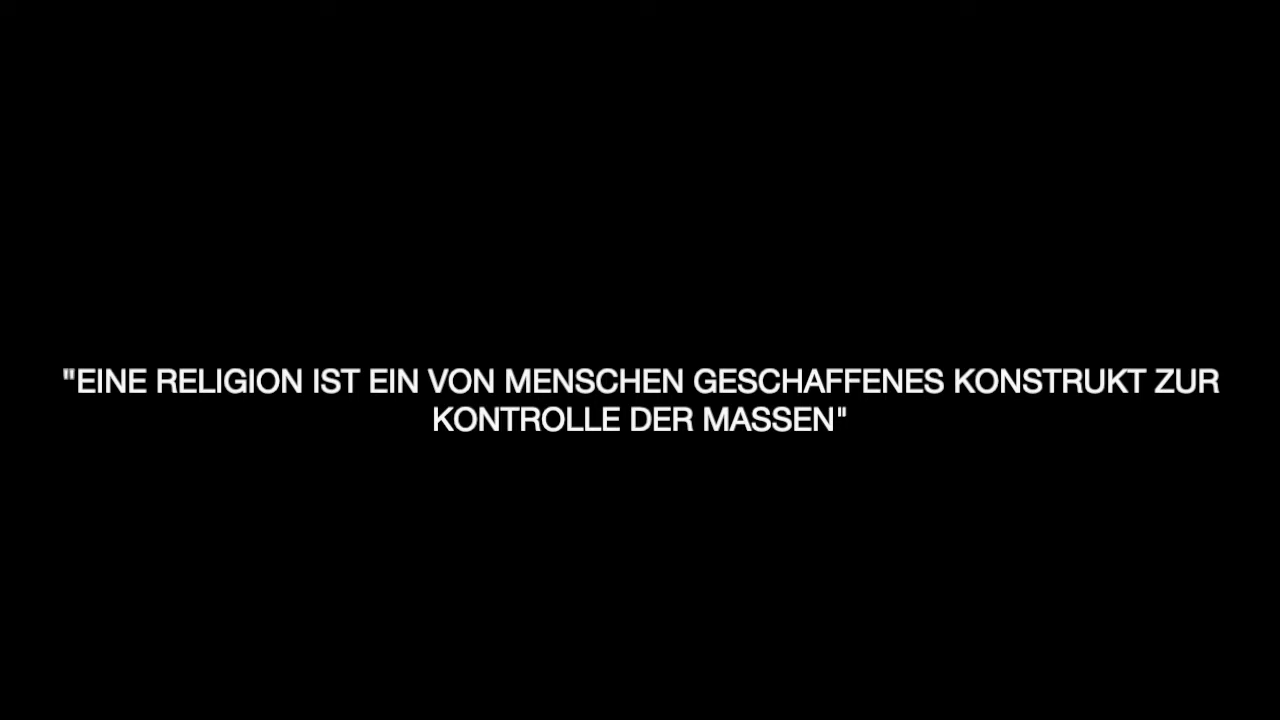 "EINE RELIGION IST EIN VON MENSCHEN GESCHAFFENES KONSTRUKT ZUR
KONTROLLE DER MASSEN"